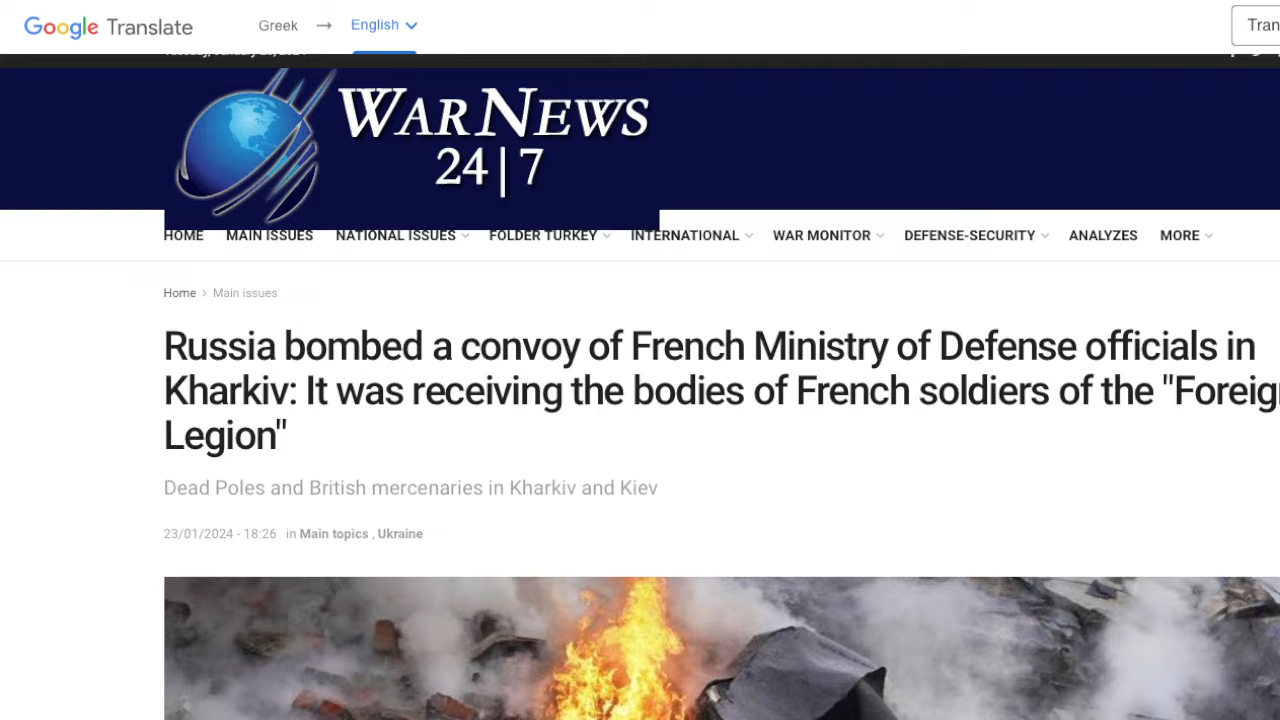 Google Translate
Greek → English
Tran
WAR NEWS
24|7
HOME MAIN ISSUES NATIONAL ISSUES FOLDER TURKEY INTERNATIONAL WAR MONITOR DEFENSE-SECURITY ANALYZES MORE
Home > Main issues
Russia bombed a convoy of French Ministry of Defense officials in
Kharkiv: It was receiving the bodies of French soldiers of the "Foreig
Legion"
Dead Poles and British mercenaries in Kharkiv and Kiev
23/01/2024 - 18:26 in Main topics , Ukraine